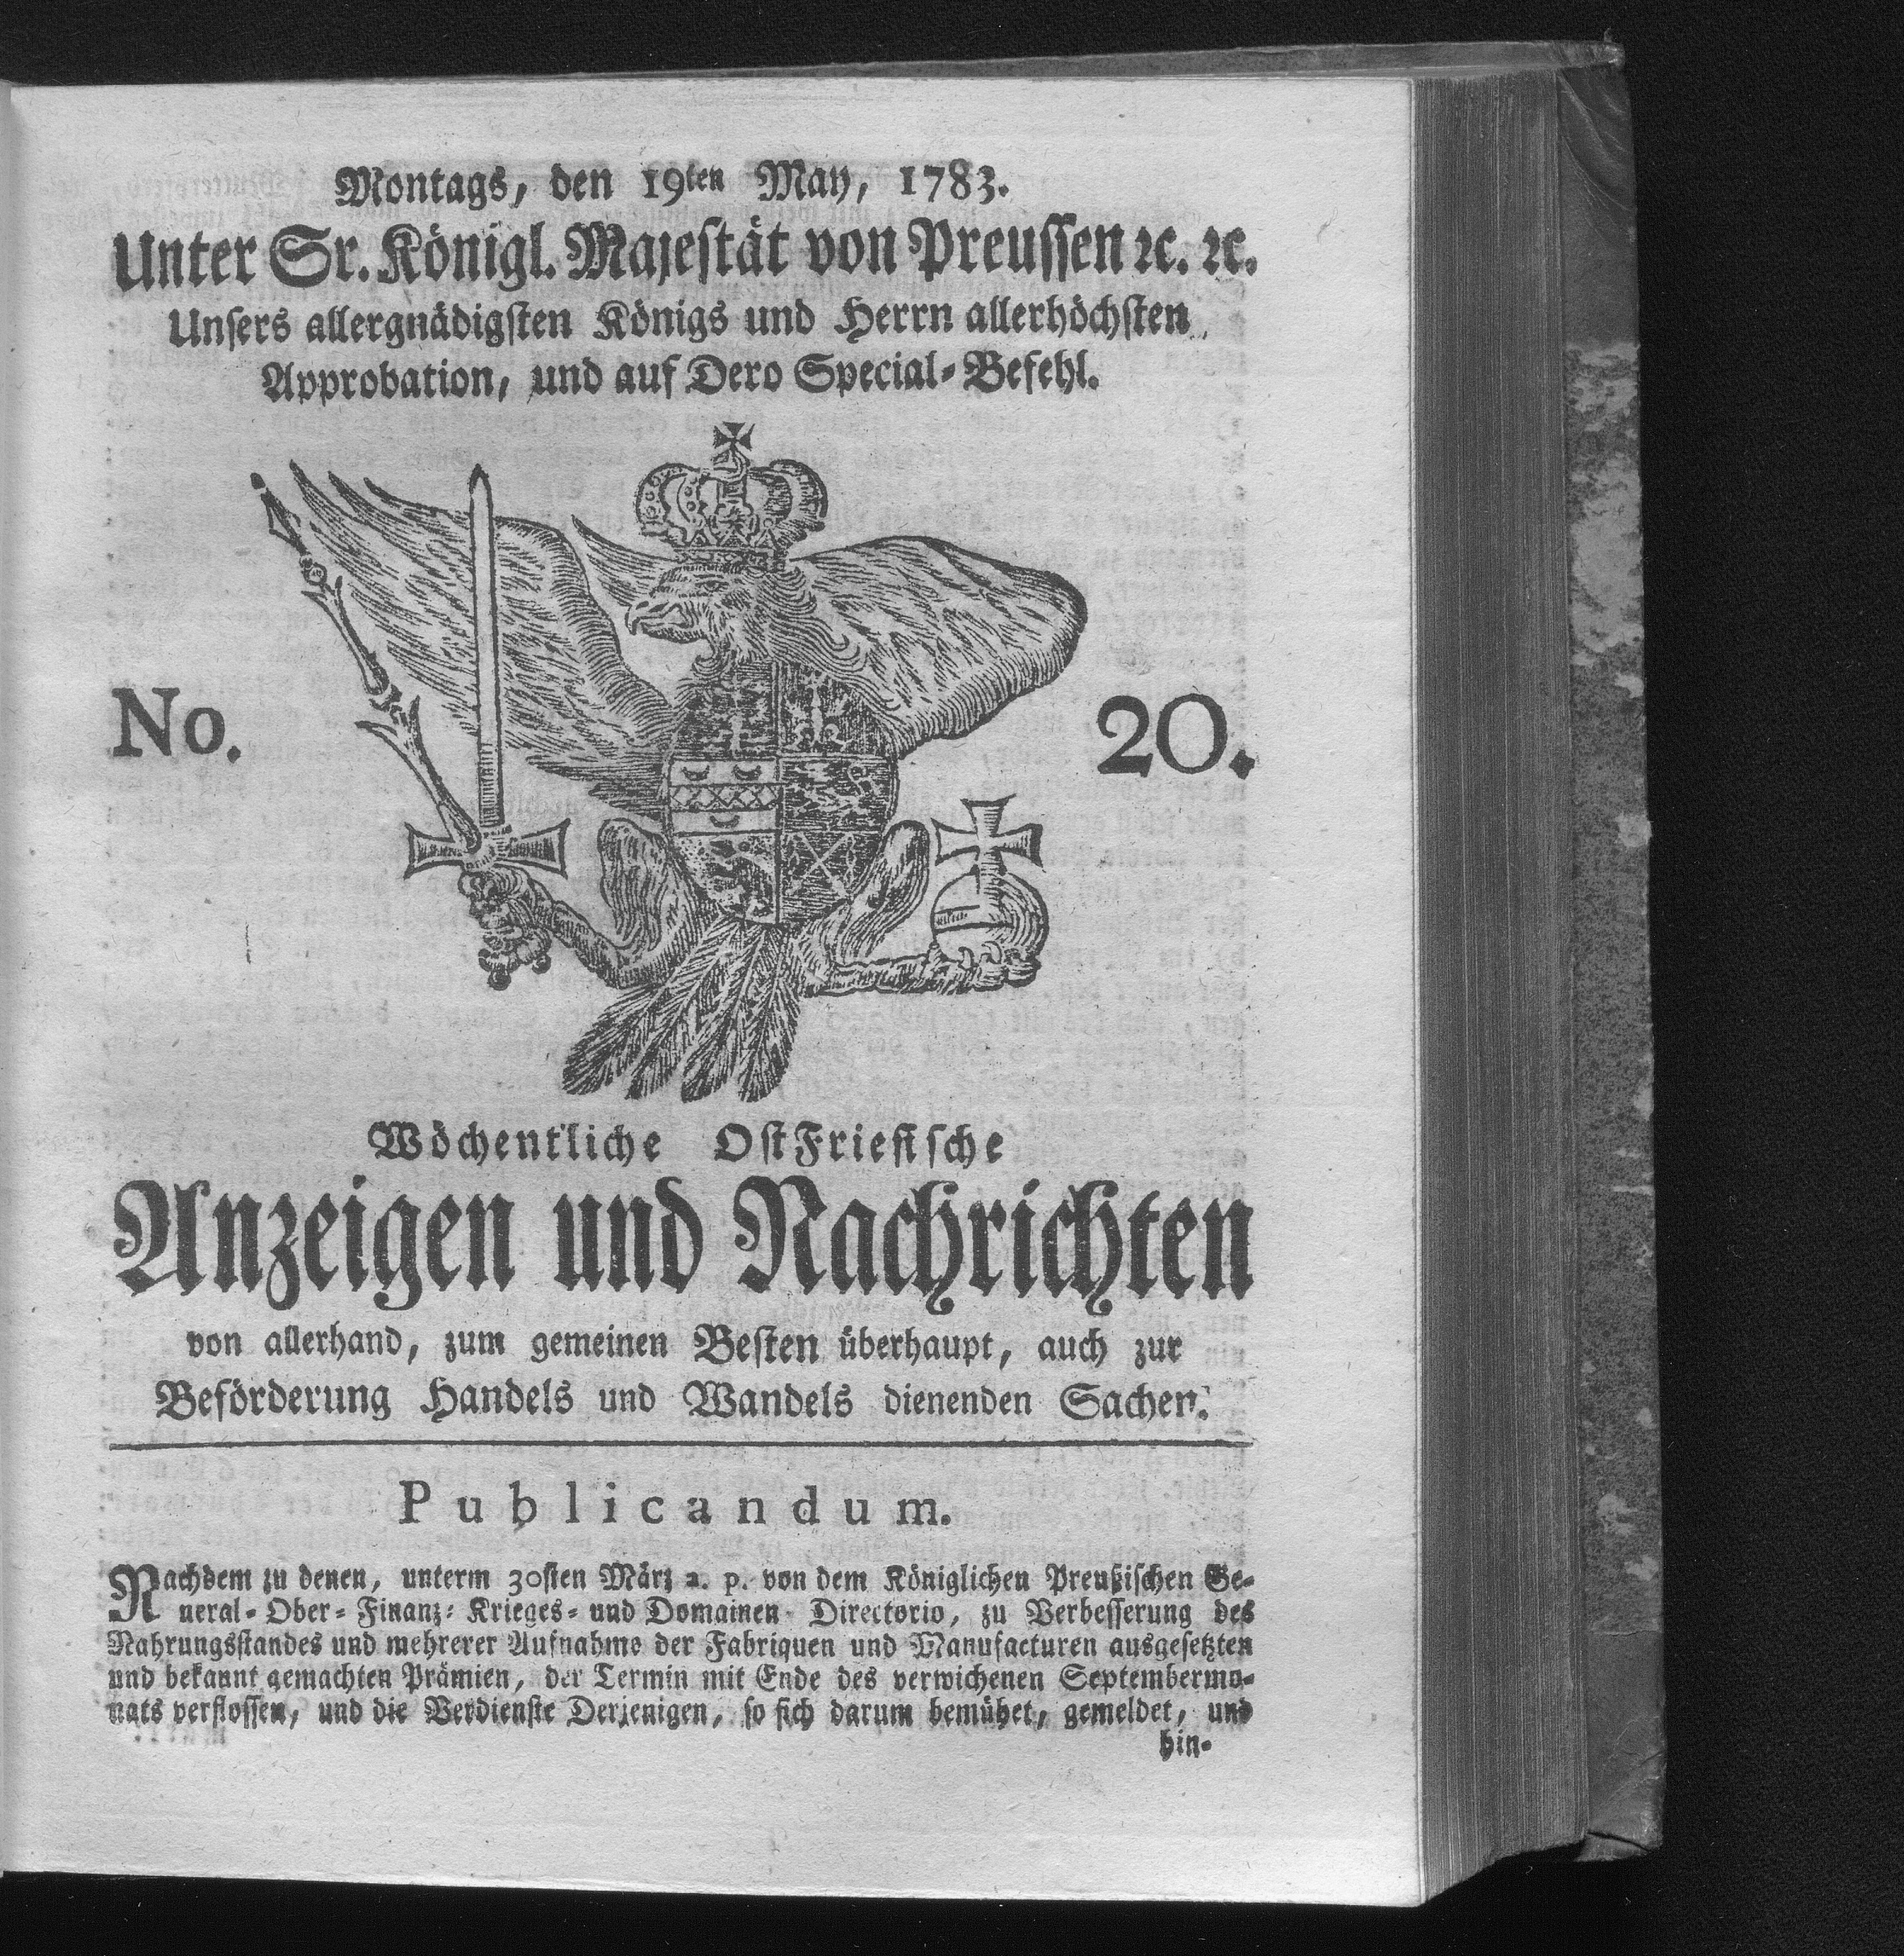 Montags, den 19ten May, 1783.
Unter Sr. Königl. Majestät von Preussen ꝛc. ꝛc.
Unsers allergnädigsten Königs und Herrn allerhöchsten
Approbation, und auf Dero Special-Befehl.
No. 20.
Wöchentliche OstFriesische
Anzeigen und Nachrichten
von allerhand, zum gemeinen Besten überhaupt, auch zur
Beförderung Handels und Wandels dienenden Sachen.
Publicandum.
Nachdem zu denen, unterm 30sten März a. p. von dem Königlichen Preußischen Ge-
neral-Ober-Finanz-Krieges-und Domainen-Directorio, zu Verbesserung des
Nahrungsstandes und mehrerer Aufnahme der Fabriquen und Manufacturen ausgesetzten
und bekannt gemachten Prämien, der Termin mit Ende des verwichenen Septembermo-
nats verflossen, und die Verdienste Derjenigen, so sich darum bemühet, gemeldet, und
hin-